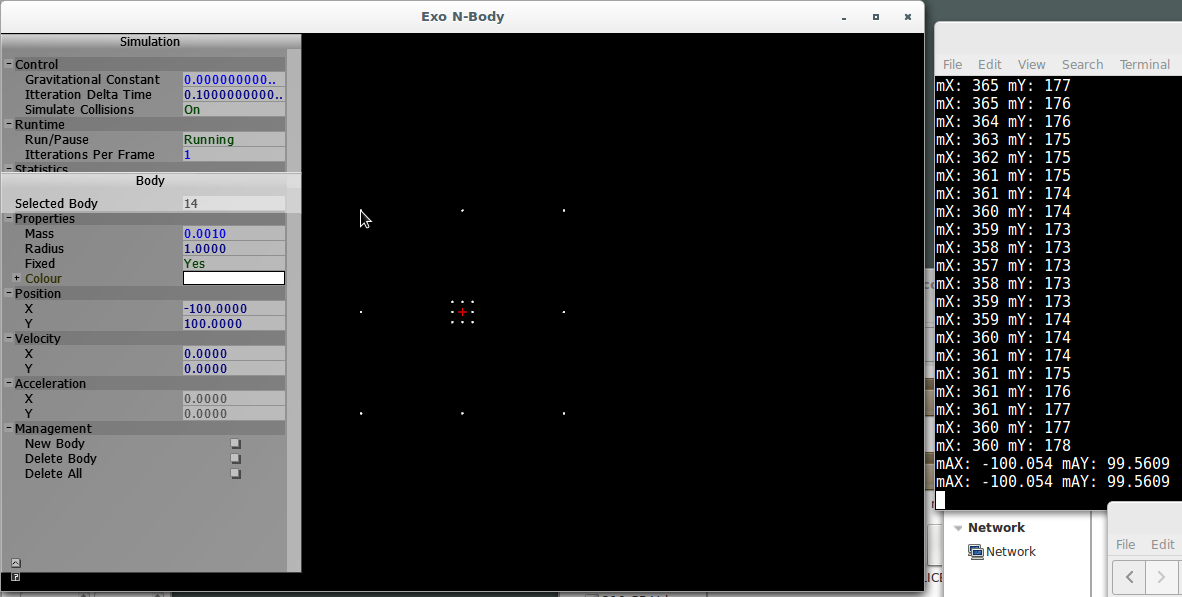 Exo N-Body
Simulation
Control
Gravitational Constant 0.000000000..
Itteration Delta Time 0.1000000000..
Simulate Collisions On
Runtime
Run/Pause Running
Itterations Per Frame 1
Statistics
Body
Selected Body 14
Properties
Mass 0.0010
Radius 1.0000
Fixed Yes
Colour
Position
X -100.0000
Y 100.0000
Velocity
X 0.0000
Y 0.0000
Acceleration
X 0.0000
Y 0.0000
Management
New Body
Delete Body
Delete All
File Edit View Search Terminal
mX: 365 mY: 177
mX: 365 mY: 176
mX: 364 mY: 176
mX: 363 mY: 175
mX: 362 mY: 175
mX: 361 mY: 175
mX: 361 mY: 174
mX: 360 mY: 174
mX: 359 mY: 173
mX: 358 mY: 173
mX: 357 mY: 173
mX: 358 mY: 173
mX: 359 mY: 173
mX: 359 mY: 174
mX: 360 mY: 174
mX: 361 mY: 174
mX: 361 mY: 175
mX: 361 mY: 176
mX: 361 mY: 177
mX: 360 mY: 177
mX: 360 mY: 178
mAX: -100.054 mAY: 99.5609
mAX: -100.054 mAY: 99.5609
Network
Network
File Edit